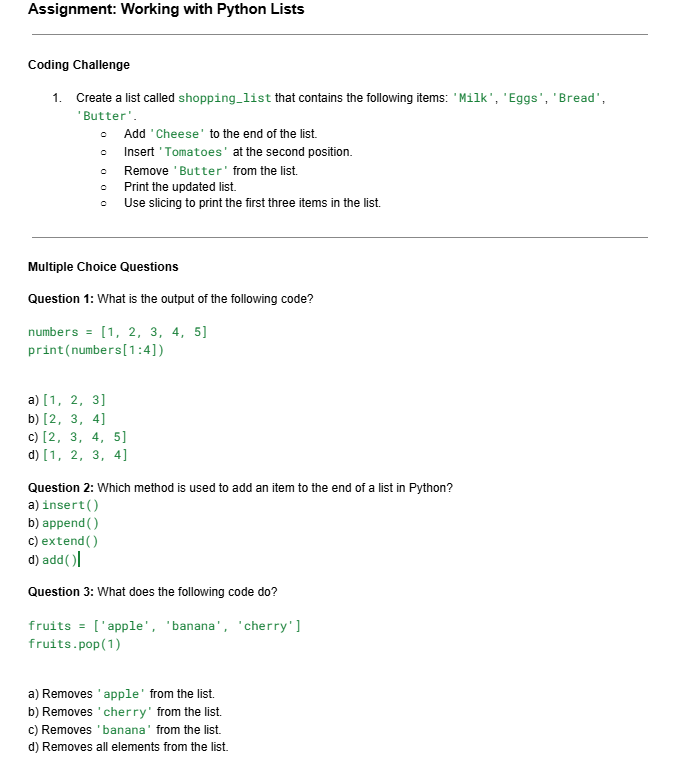 Assignment: Working with Python Lists
Coding Challenge
1. Create a list called shopping_list that contains the following items: 'Milk', 'Eggs', 'Bread',
'Butter'.
○ Add 'Cheese' to the end of the list.
○ Insert 'Tomatoes' at the second position.
○ Remove 'Butter' from the list.
○ Print the updated list.
○ Use slicing to print the first three items in the list.
Multiple Choice Questions
Question 1: What is the output of the following code?
numbers = [1, 2, 3, 4, 5]
print(numbers[1:4])
a) [1, 2, 3]
b) [2, 3, 4]
c) [2, 3, 4, 5]
d) [1, 2, 3, 4]
Question 2: Which method is used to add an item to the end of a list in Python?
a) insert()
b) append()
c) extend()
d) add()
Question 3: What does the following code do?
fruits = ['apple', 'banana', 'cherry']
fruits.pop(1)
a) Removes 'apple' from the list.
b) Removes 'cherry' from the list.
c) Removes 'banana' from the list.
d) Removes all elements from the list.